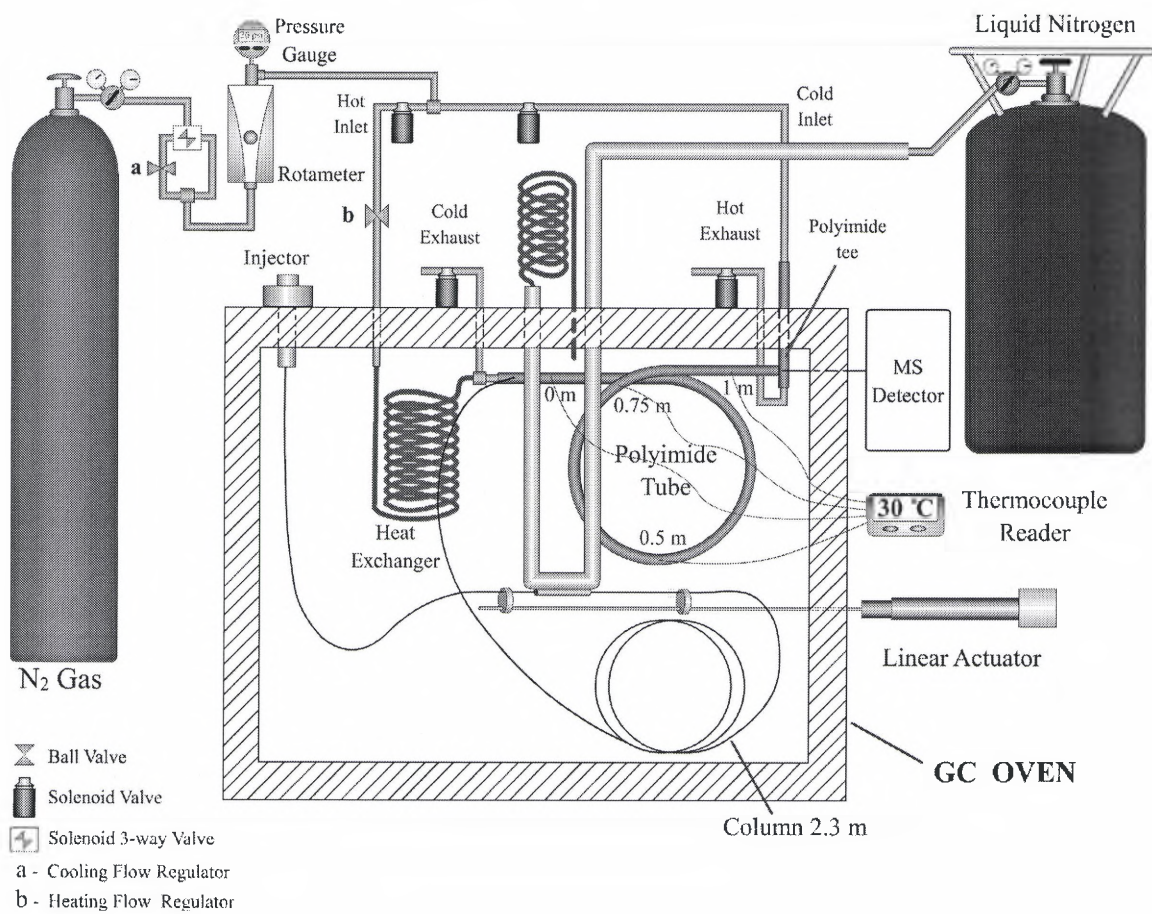 Pressure
Gauge
20 psi
Liquid Nitrogen
Hot
Inlet
Cold
Inlet
a
Rotameter
b
Cold
Exhaust
Hot
Exhaust
Polyimide
tee
Injector
MS
Detector
0 m
0.75 m
1 m
Polyimide
Tube
30 °C
Thermocouple
Reader
Heat
Exchanger
0.5 m
Linear Actuator
N₂ Gas
Ball Valve
Solenoid Valve
Solenoid 3-way Valve
a - Cooling Flow Regulator
b - Heating Flow Regulator
GC OVEN
Column 2.3 m